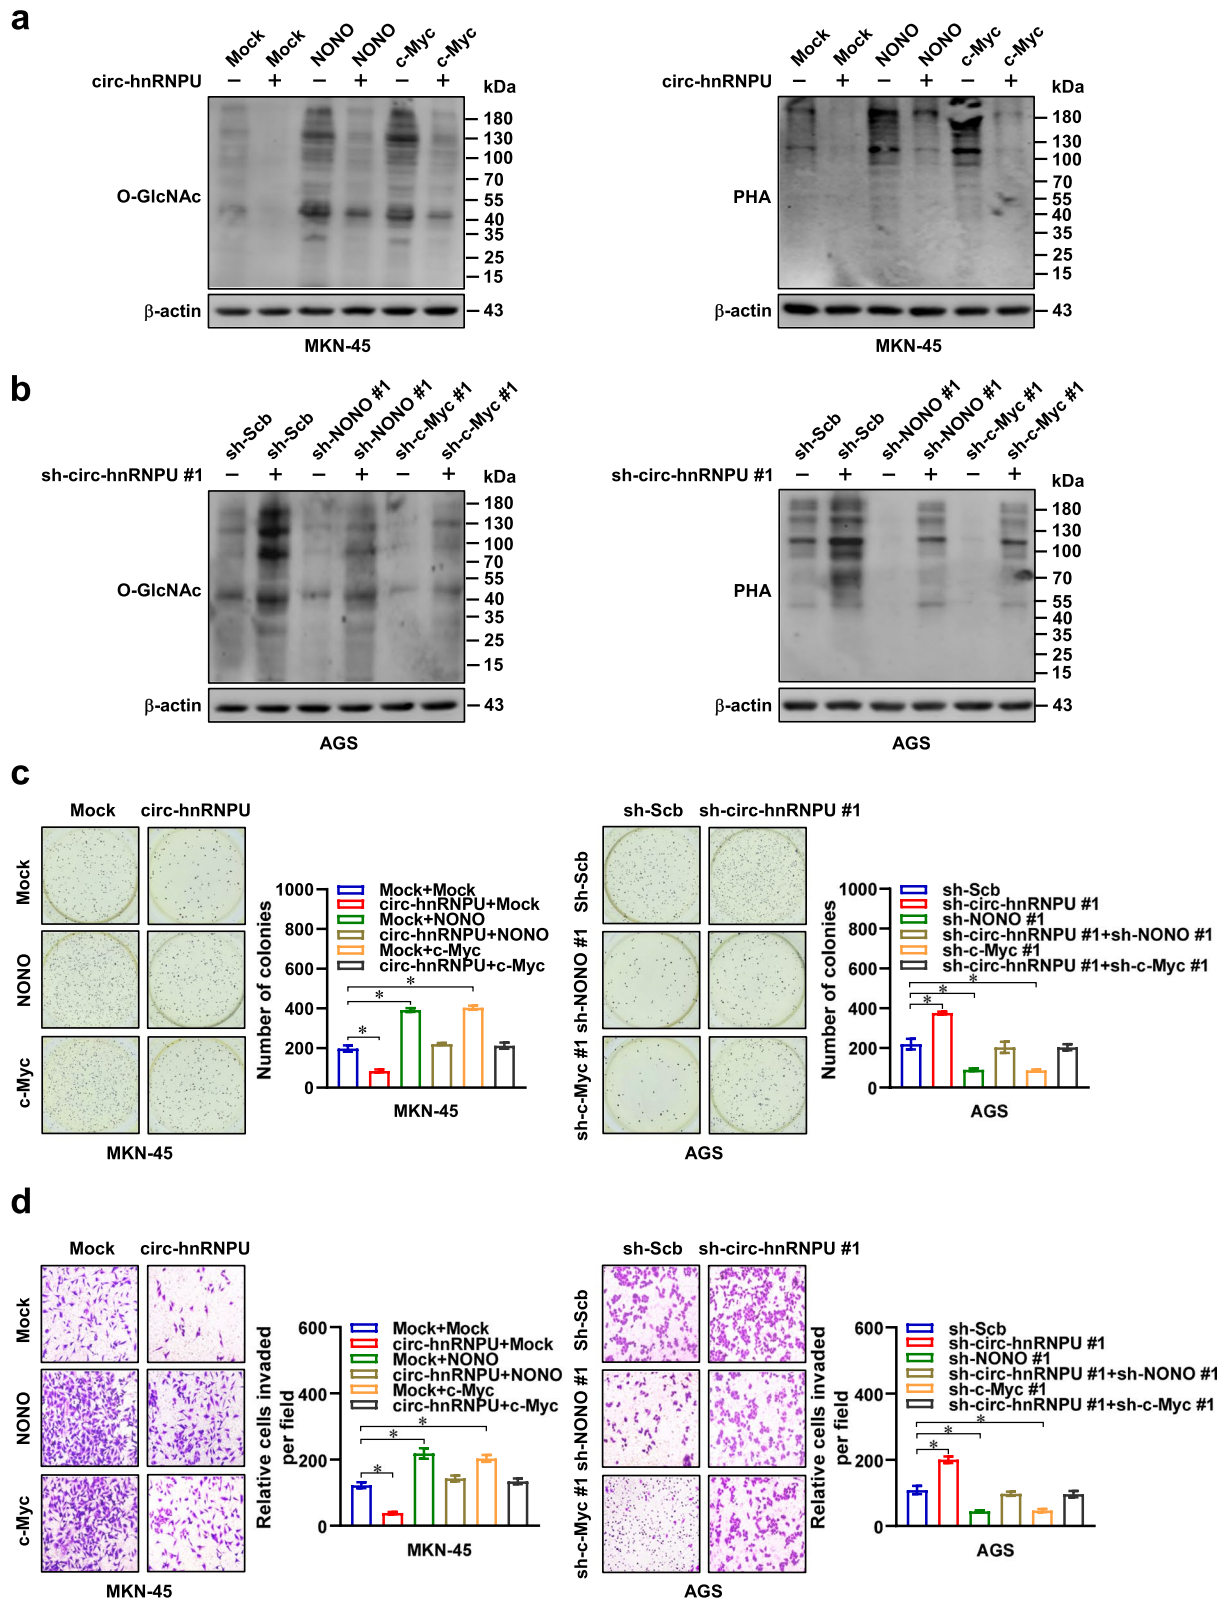 a
Mock Mock NONO NONO c-Myc c-Myc
circ-hnRNPU − + − + − +
kDa
O-GlcNAc
180
130
100
70
55
40
35
25
15
β-actin 43
MKN-45
Mock Mock NONO NONO c-Myc c-Myc
circ-hnRNPU − + − + − +
kDa
PHA
180
130
100
70
55
40
35
25
15
β-actin 43
MKN-45
b
sh-Scb sh-Scb sh-NONO #1 sh-NONO #1 sh-c-Myc #1 sh-c-Myc #1
sh-circ-hnRNPU #1 − + − + − +
kDa
O-GlcNAc
180
130
100
70
55
40
35
25
15
β-actin 43
AGS
sh-Scb sh-Scb sh-NONO #1 sh-NONO #1 sh-c-Myc #1 sh-c-Myc #1
sh-circ-hnRNPU #1 − + − + − +
kDa
PHA
180
130
100
70
55
40
35
25
15
β-actin 43
AGS
c
Mock circ-hnRNPU
Mock
NONO
c-Myc
MKN-45
Number of colonies
1000
800
600
400
200
0
Mock+Mock
circ-hnRNPU+Mock
Mock+NONO
circ-hnRNPU+NONO
Mock+c-Myc
circ-hnRNPU+c-Myc
*
*
*
MKN-45
sh-Scb sh-circ-hnRNPU #1
Sh-Scb
sh-NONO #1
sh-c-Myc #1
AGS
Number of colonies
1000
800
600
400
200
0
sh-Scb
sh-circ-hnRNPU #1
sh-NONO #1
sh-circ-hnRNPU #1+sh-NONO #1
sh-c-Myc #1
sh-circ-hnRNPU #1+sh-c-Myc #1
*
*
*
AGS
d
Mock circ-hnRNPU
Mock
NONO
c-Myc
MKN-45
Relative cells invaded
per field
600
400
200
0
Mock+Mock
circ-hnRNPU+Mock
Mock+NONO
circ-hnRNPU+NONO
Mock+c-Myc
circ-hnRNPU+c-Myc
*
*
*
MKN-45
sh-Scb sh-circ-hnRNPU #1
Sh-Scb
sh-NONO #1
sh-c-Myc #1
AGS
Relative cells invaded
per field
600
400
200
0
sh-Scb
sh-circ-hnRNPU #1
sh-NONO #1
sh-circ-hnRNPU #1+sh-NONO #1
sh-c-Myc #1
sh-circ-hnRNPU #1+sh-c-Myc #1
*
*
*
AGS